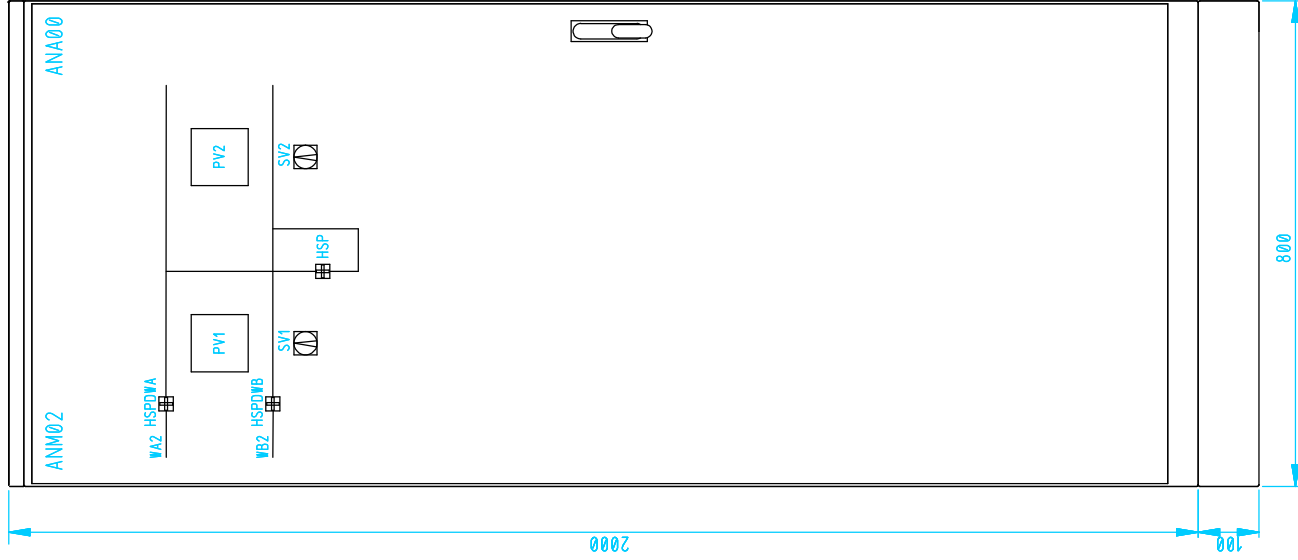 ANM02
ANA00
WA2 HSPDWA
PV1
PV2
WB2 HSPDWB
SV1
SV2
HSP
2000
100
800